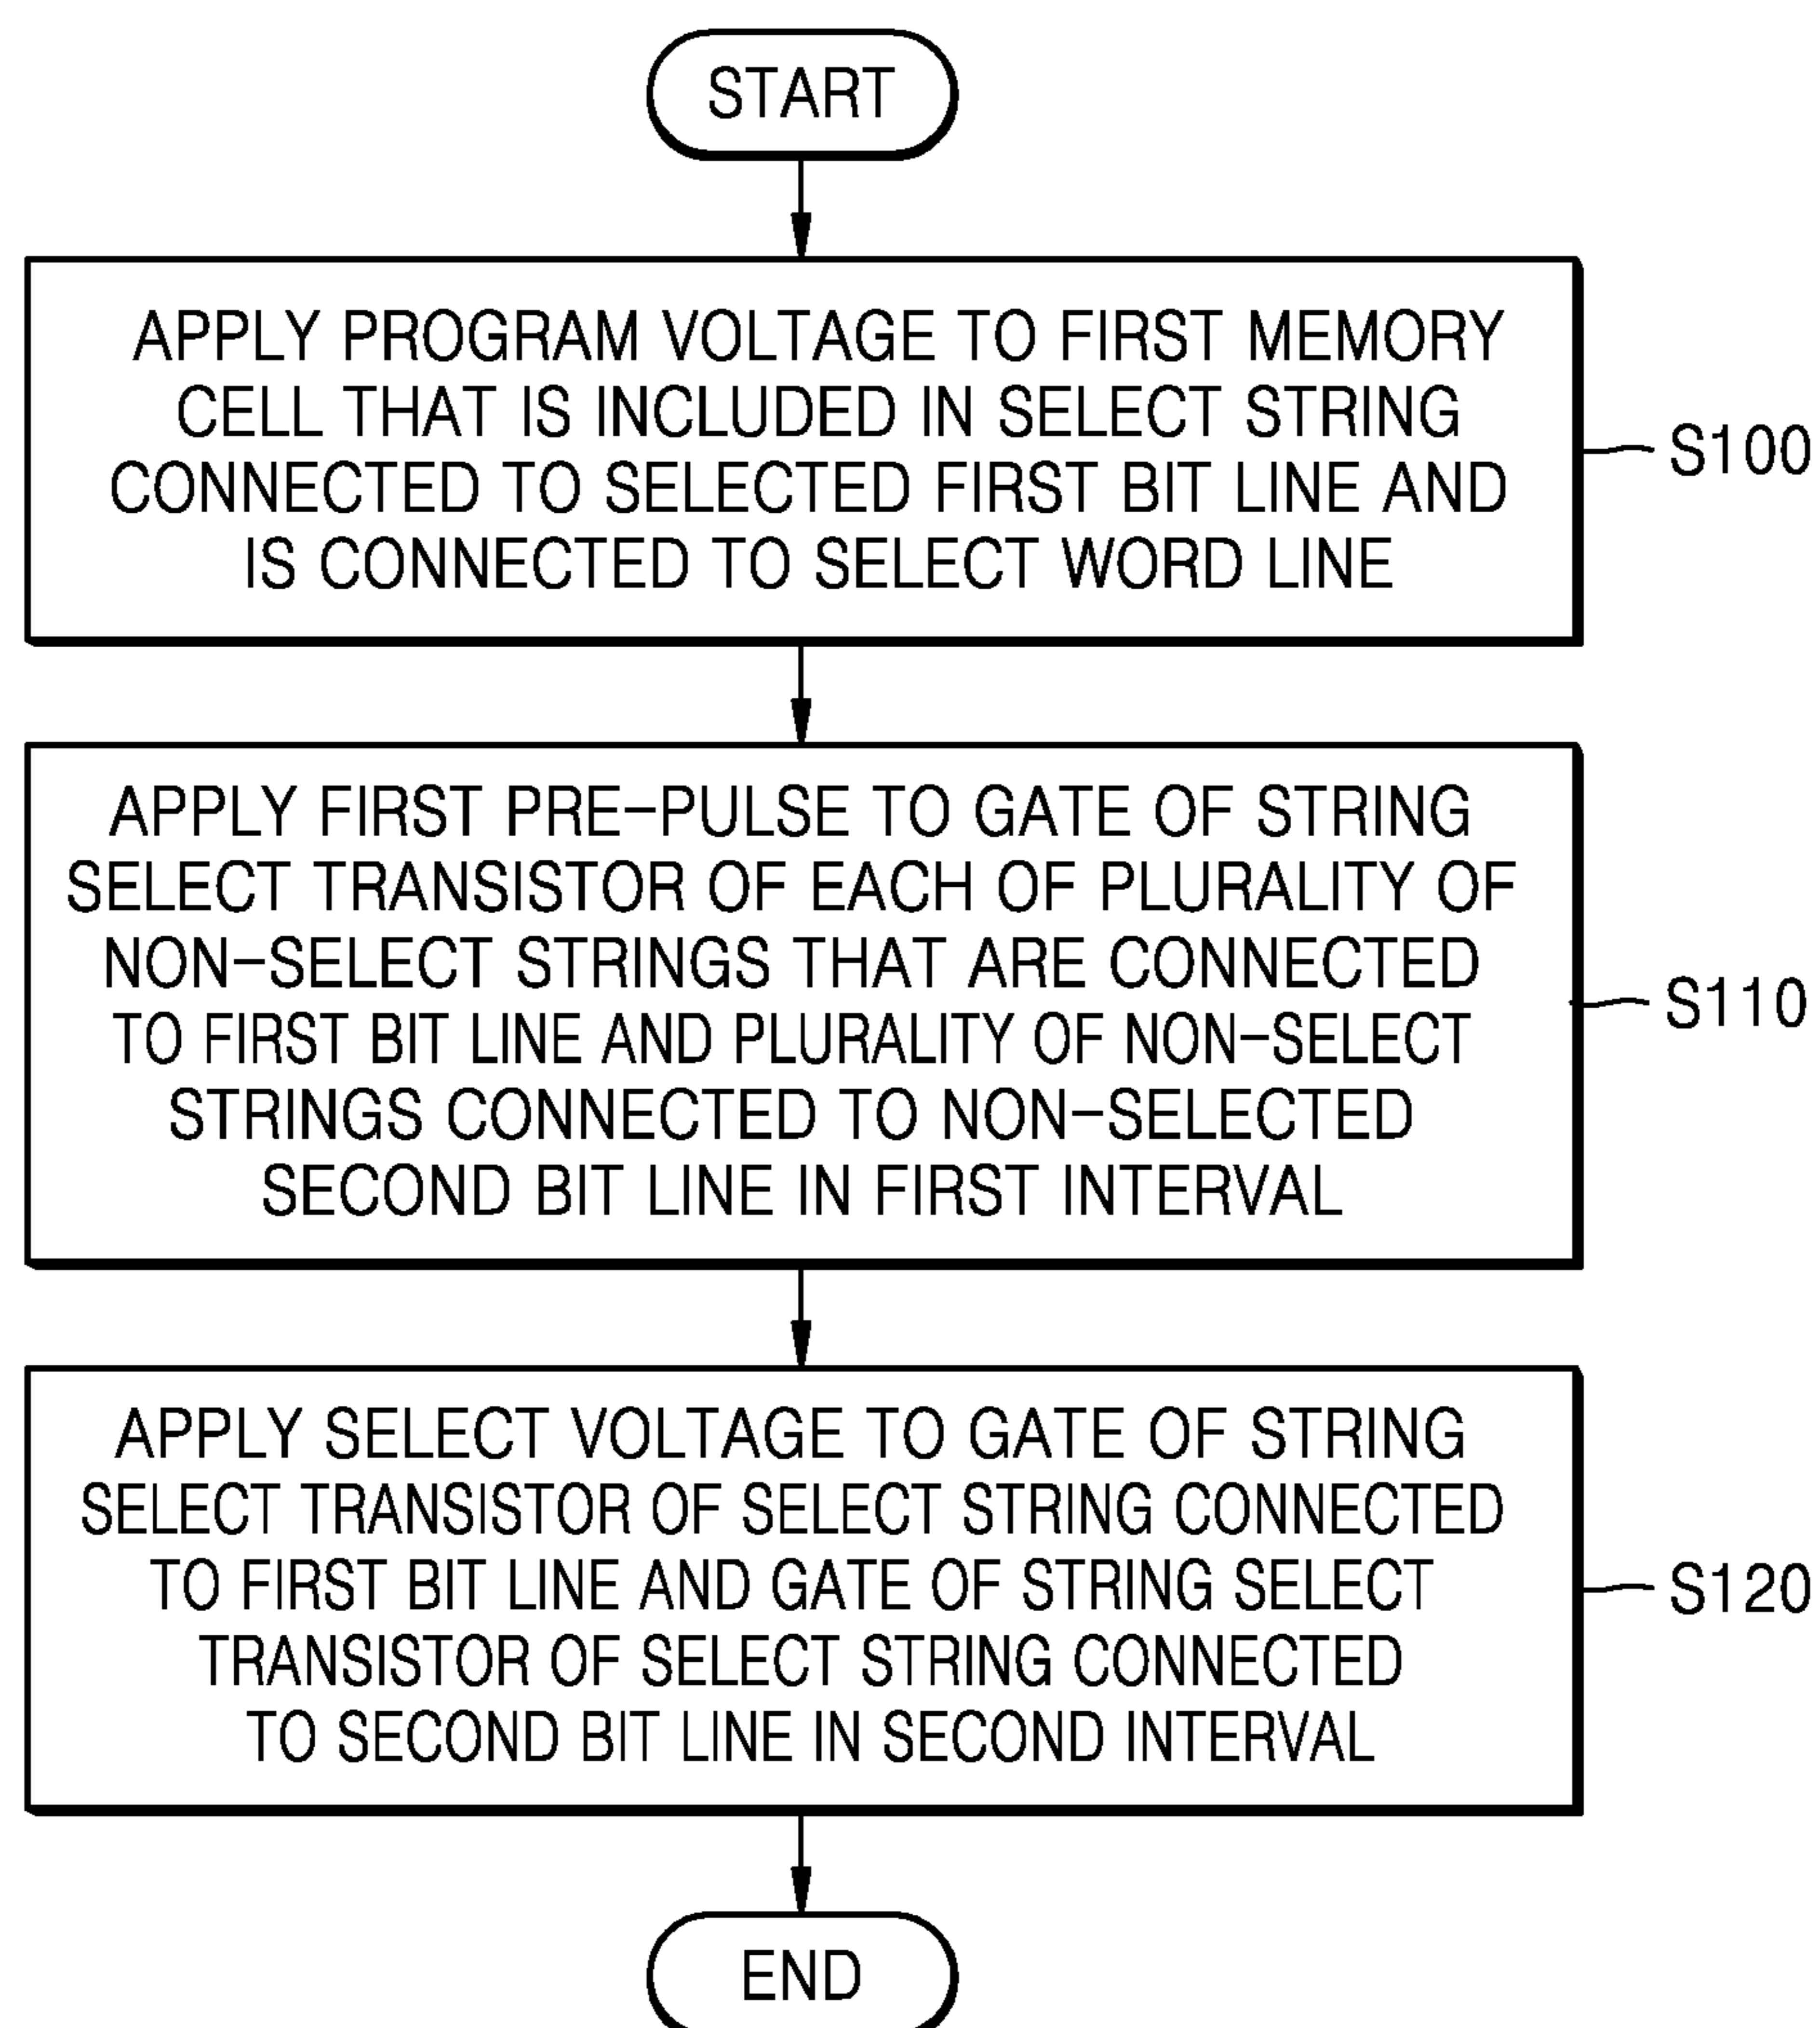 START
APPLY PROGRAM VOLTAGE TO FIRST MEMORY
CELL THAT IS INCLUDED IN SELECT STRING
CONNECTED TO SELECTED FIRST BIT LINE AND
IS CONNECTED TO SELECT WORD LINE
S100
APPLY FIRST PRE-PULSE TO GATE OF STRING
SELECT TRANSISTOR OF EACH OF PLURALITY OF
NON-SELECT STRINGS THAT ARE CONNECTED
TO FIRST BIT LINE AND PLURALITY OF NON-SELECT
STRINGS CONNECTED TO NON-SELECTED
SECOND BIT LINE IN FIRST INTERVAL
S110
APPLY SELECT VOLTAGE TO GATE OF STRING
SELECT TRANSISTOR OF SELECT STRING CONNECTED
TO FIRST BIT LINE AND GATE OF STRING SELECT
TRANSISTOR OF SELECT STRING CONNECTED
TO SECOND BIT LINE IN SECOND INTERVAL
S120
END